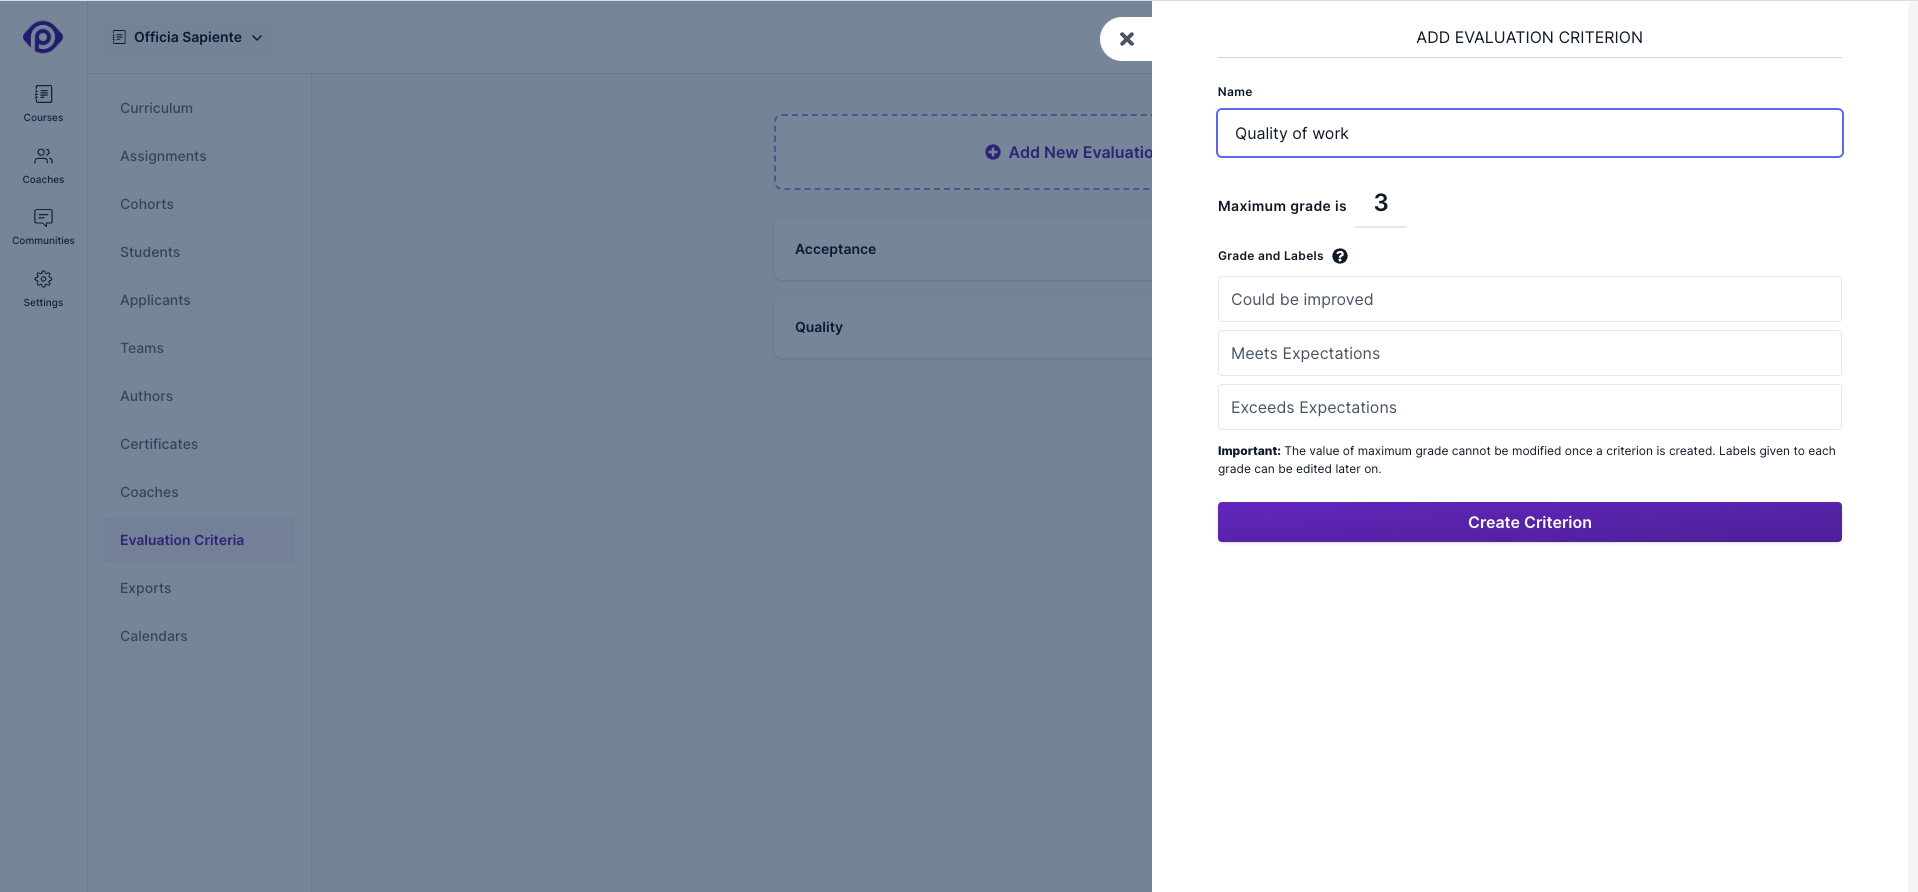 Officia Sapiente
Courses
Coaches
Communities
Settings
Curriculum
Assignments
Cohorts
Students
Applicants
Teams
Authors
Certificates
Coaches
Evaluation Criteria
Exports
Calendars
Add New Evaluatio
Acceptance
Quality
ADD EVALUATION CRITERION
Name
Quality of work
Maximum grade is 3
Grade and Labels ?
Could be improved
Meets Expectations
Exceeds Expectations
Important: The value of maximum grade cannot be modified once a criterion is created. Labels given to each
grade can be edited later on.
Create Criterion